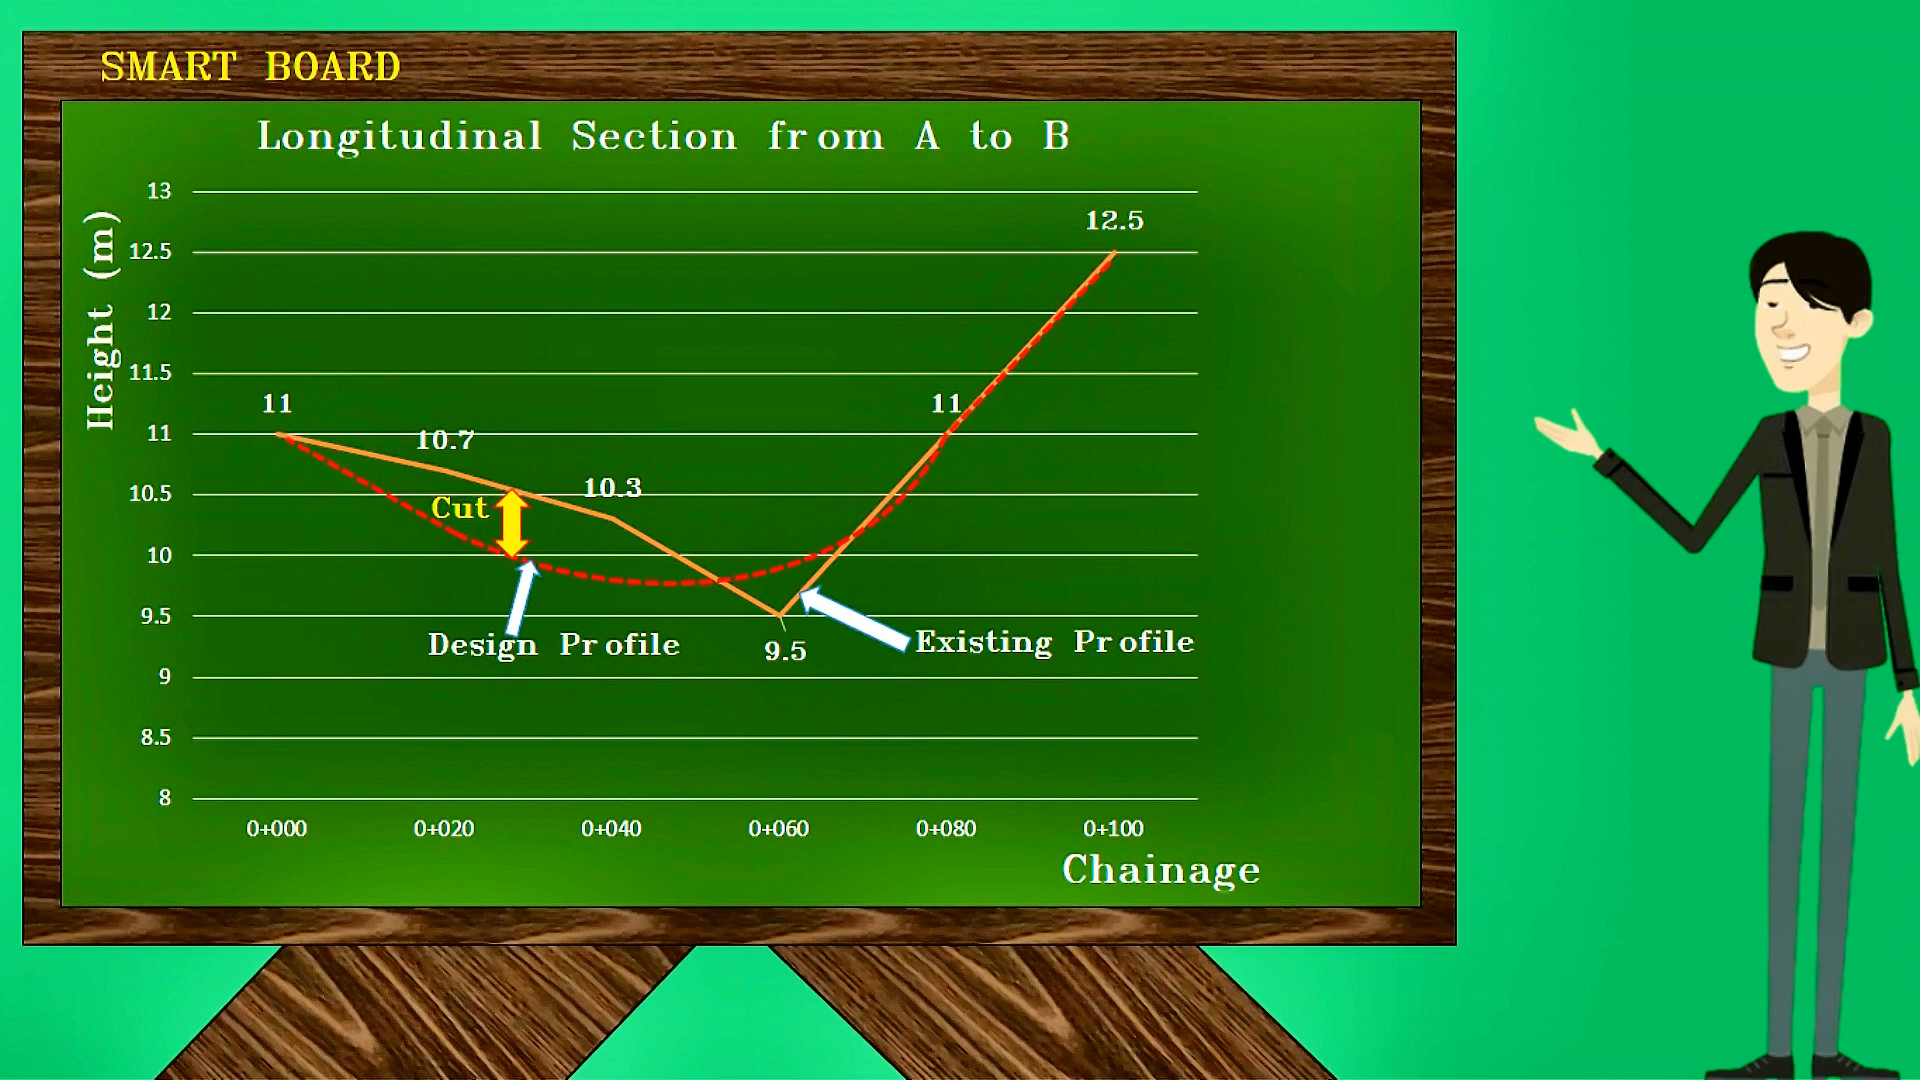 SMART BOARD
Longitudinal Section from A to B
Height (m)
13
12.5
12
11.5
11
10.5
10
9.5
9
8.5
8
11
10.7
10.3
9.5
11
12.5
Cut
Design Profile
Existing Profile
0+000 0+020 0+040 0+060 0+080 0+100
Chainage